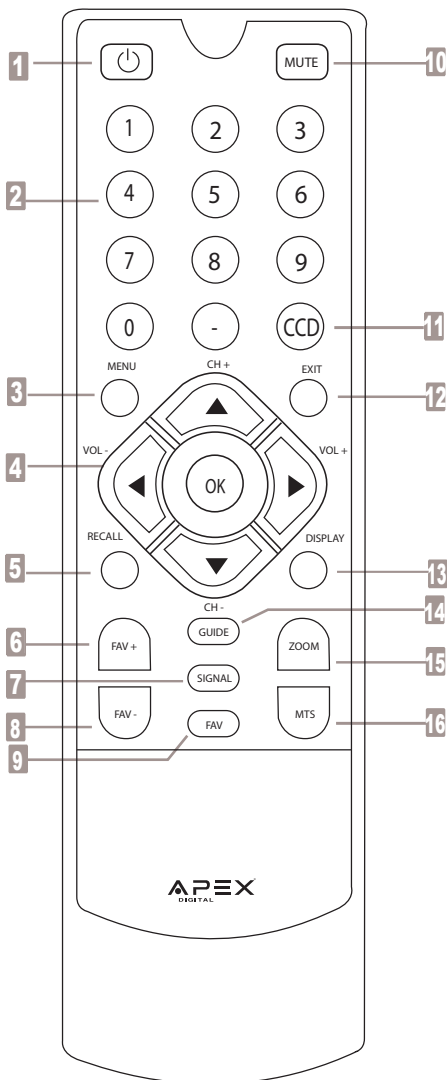 1 MUTE 10
1 2 3
2 4 5 6
7 8 9
0 - CCD 11
MENU CH + EXIT
3 12
VOL - VOL +
4 OK
RECALL DISPLAY
5 13
CH - 14
6 FAV + GUIDE ZOOM 15
7 SIGNAL
8 FAV - MTS 16
9 FAV
APEX
DIGITAL